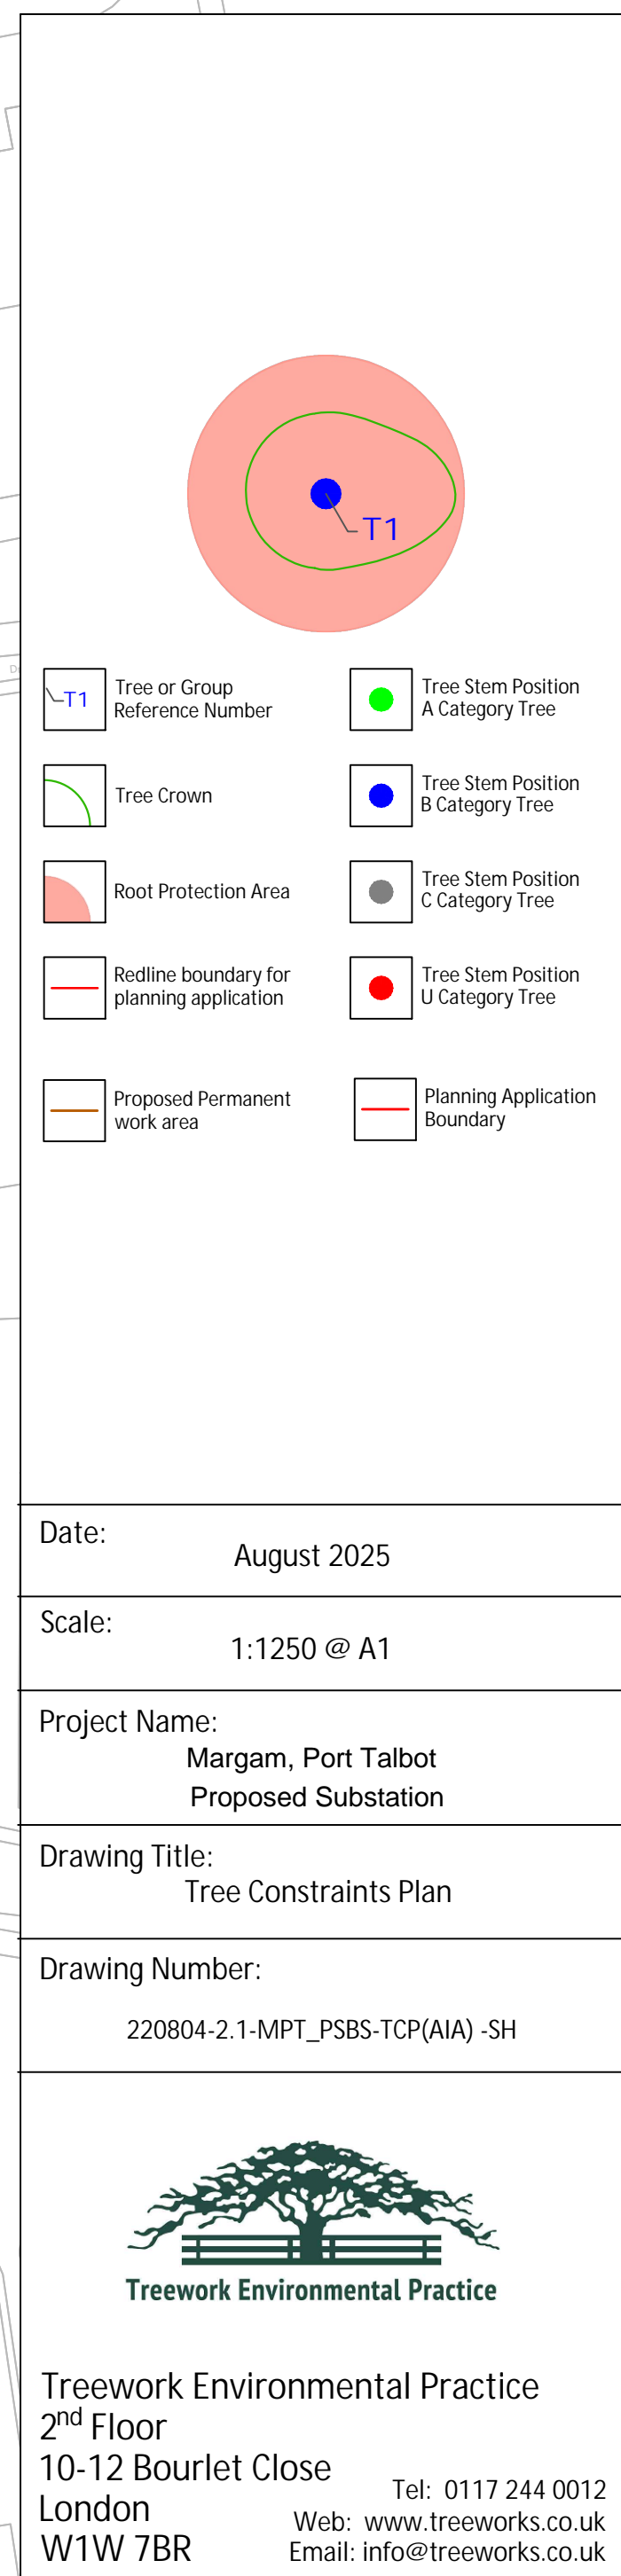 T1
T1
Tree or Group
Reference Number
Tree Stem Position
A Category Tree
Tree Crown
Tree Stem Position
B Category Tree
Root Protection Area
Tree Stem Position
C Category Tree
Redline boundary for
planning application
Tree Stem Position
U Category Tree
Proposed Permanent
work area
Planning Application
Boundary
Date:
August 2025
Scale:
1:1250 @ A1
Project Name:
Margam, Port Talbot
Proposed Substation
Drawing Title:
Tree Constraints Plan
Drawing Number:
220804-2.1-MPT_PSBS-TCP(AIA) -SH
Treework Environmental Practice
Treework Environmental Practice
2nd Floor
10-12 Bourlet Close
London
W1W 7BR
Tel: 0117 244 0012
Web: www.treeworks.co.uk
Email: info@treeworks.co.uk